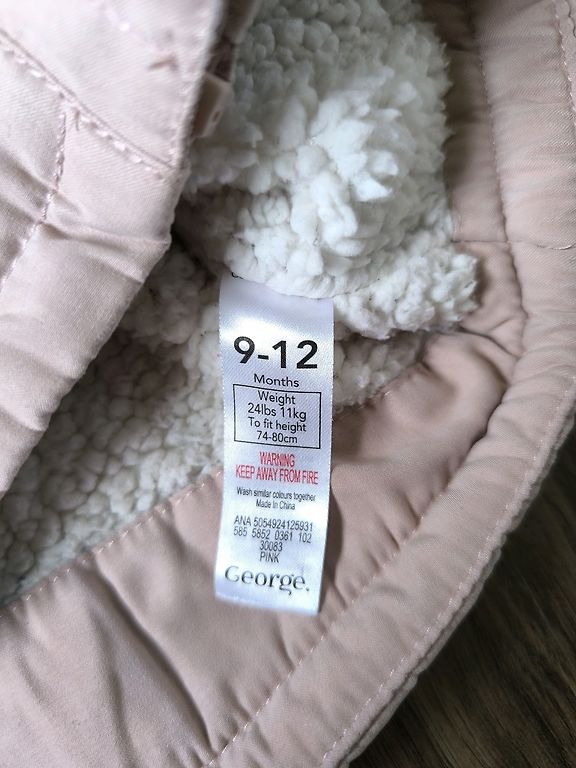 9-12
Months
Weight
24lbs 11kg
To fit height
74-80cm
WARNING
KEEP AWAY FROM FIRE
Wash similar colours together
Made In China
ANA 5054924125931
585 5852 0361 102
30083
PINK
George.